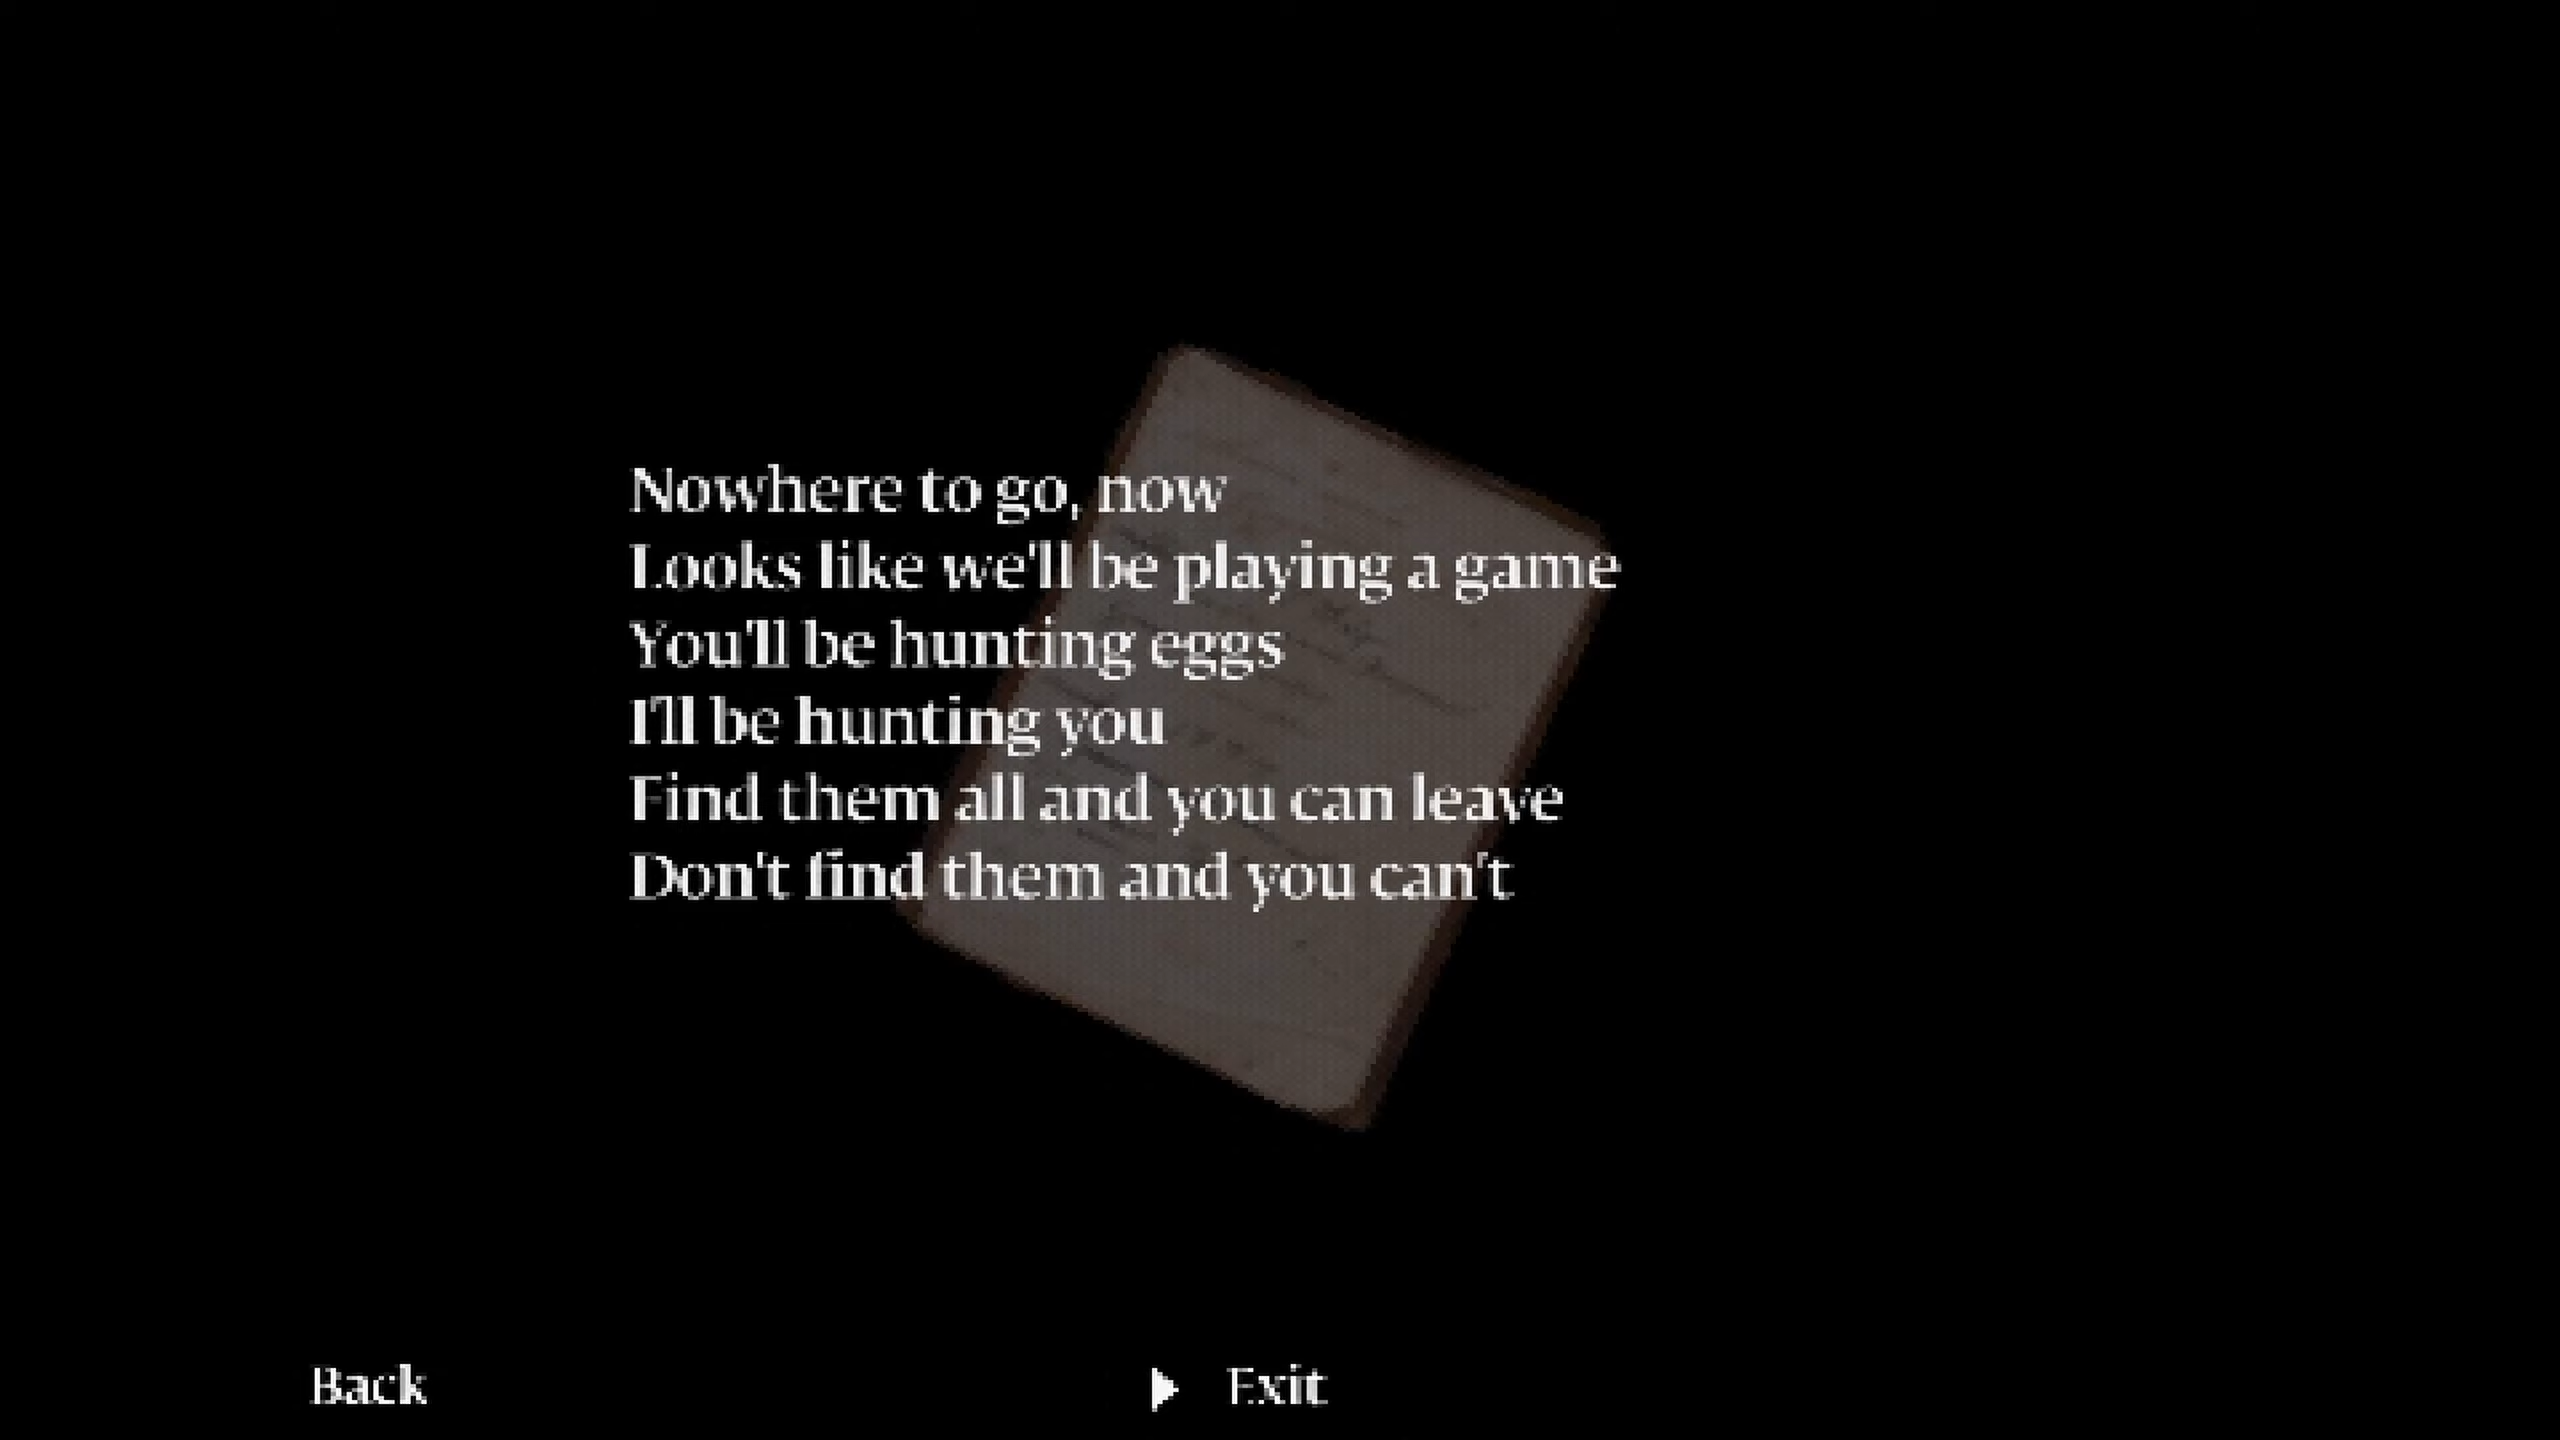 Nowhere to go, now
Looks like we'll be playing a game
You'll be hunting eggs
I'll be hunting you
Find them all and you can leave
Don't find them and you can't
Back
Exit